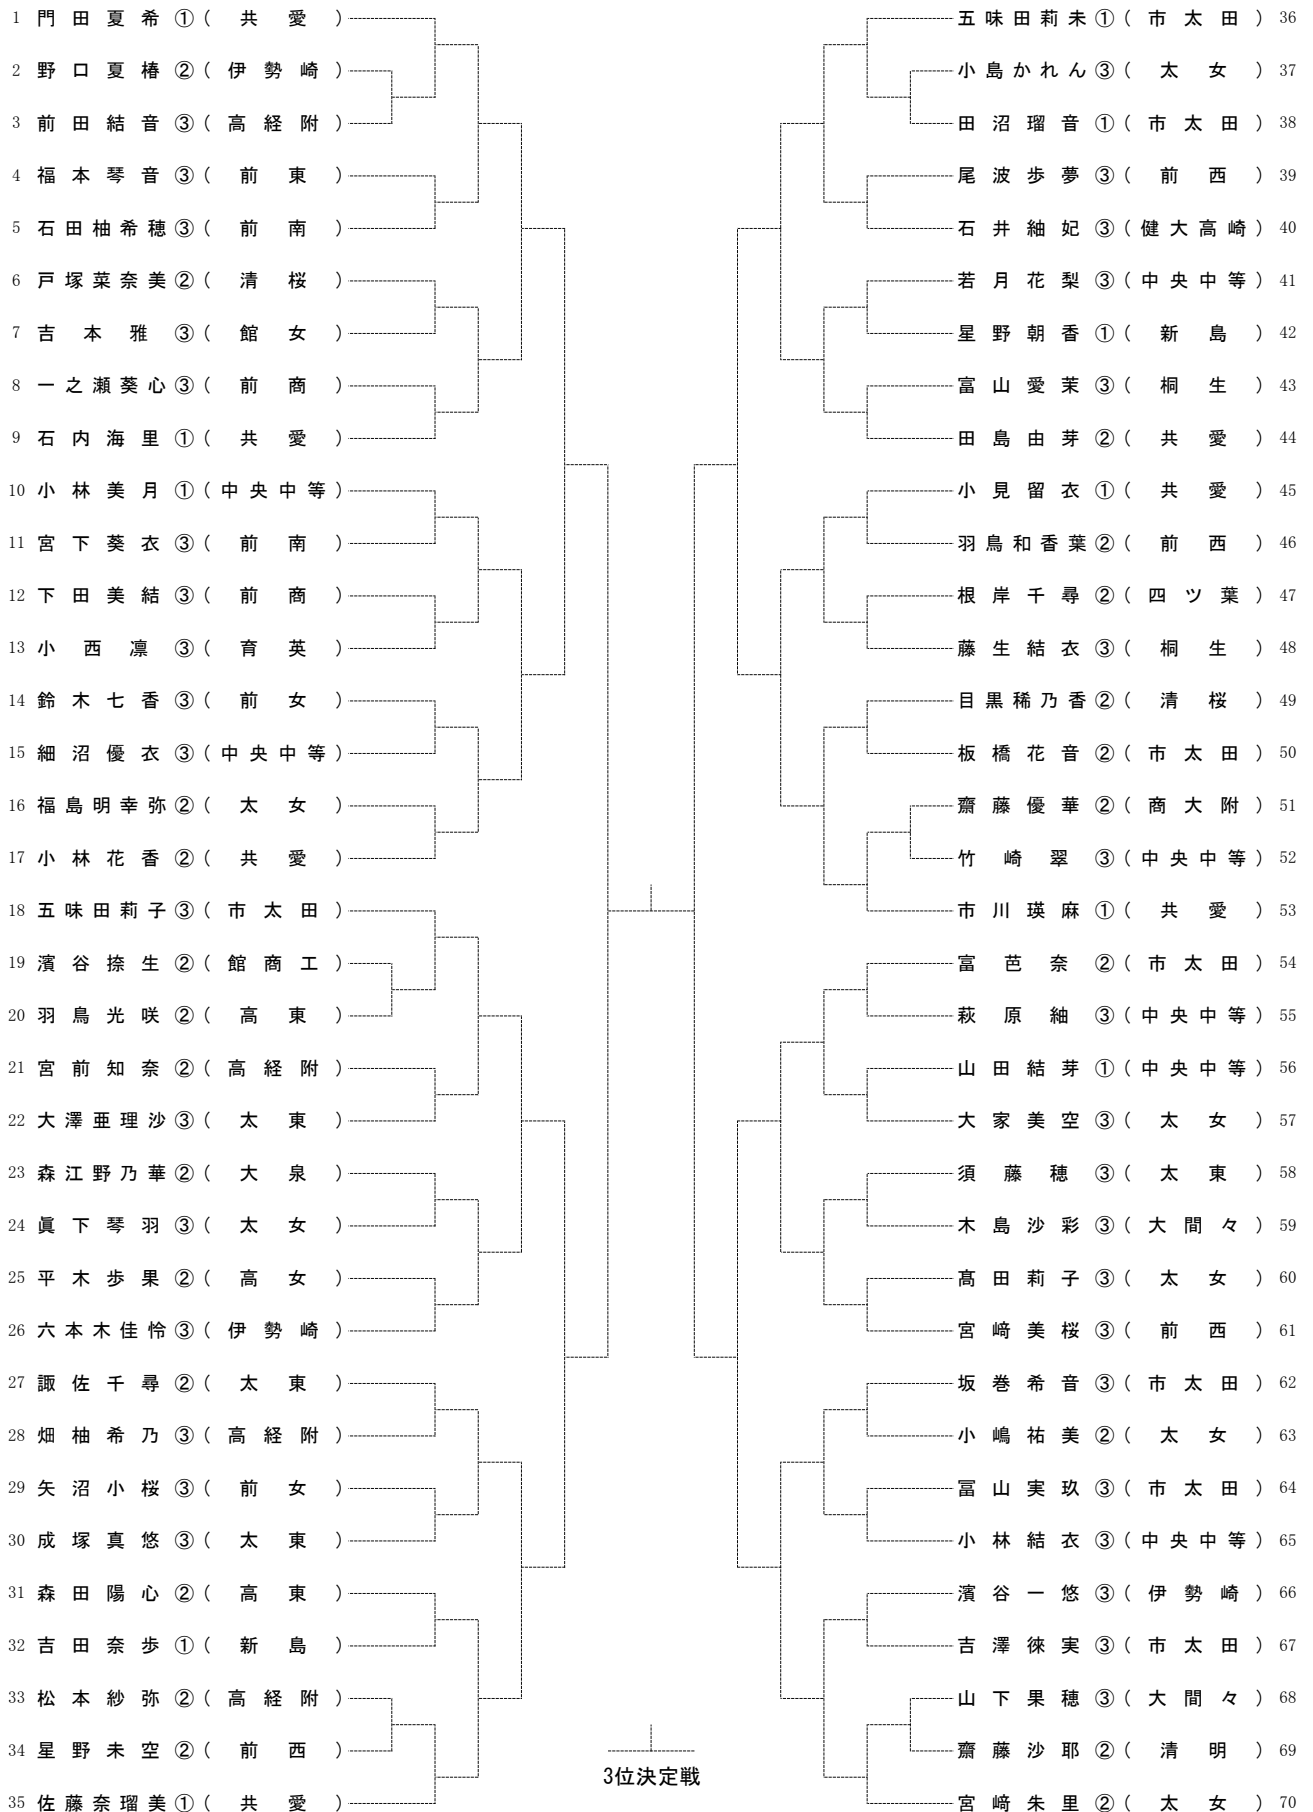 1 門田夏希 ① (共愛)
2 野口夏椿 ② (伊勢崎)
3 前田結音 ③ (高経附)
4 福本琴音 ③ (前東)
5 石田柚希穂 ③ (前南)
6 戸塚菜奈美 ② (清桜)
7 吉本雅 ③ (館女)
8 一之瀬葵心 ③ (前商)
9 石内海里 ① (共愛)
10 小林美月 ① (中央中等)
11 宮下葵衣 ③ (前南)
12 下田美結 ③ (前商)
13 小西凛 ③ (育英)
14 鈴木七香 ③ (前女)
15 細沼優衣 ③ (中央中等)
16 福島明幸弥 ② (太女)
17 小林花香 ② (共愛)
18 五味田莉子 ③ (市太田)
19 濱谷捺生 ② (館商工)
20 羽鳥光咲 ② (高東)
21 宮前知奈 ② (高経附)
22 大澤亜理沙 ③ (太東)
23 森江野乃華 ② (大泉)
24 眞下琴羽 ③ (太女)
25 平木歩果 ② (高女)
26 六本木佳怜 ③ (伊勢崎)
27 諏佐千尋 ② (太東)
28 畑柚希乃 ③ (高経附)
29 矢沼小桜 ③ (前女)
30 成塚真悠 ③ (太東)
31 森田陽心 ② (高東)
32 吉田奈歩 ① (新島)
33 松本紗弥 ② (高経附)
34 星野未空 ② (前西)
35 佐藤奈瑠美 ① (共愛)
五味田莉未 ① (市太田) 36
小島かれん ③ (太女) 37
田沼瑠音 ① (市太田) 38
尾波歩夢 ③ (前西) 39
石井紬妃 ③ (健大高崎) 40
若月花梨 ③ (中央中等) 41
星野朝香 ① (新島) 42
富山愛茉 ③ (桐生) 43
田島由芽 ② (共愛) 44
小見留衣 ① (共愛) 45
羽鳥和香葉 ② (前西) 46
根岸千尋 ② (四ツ葉) 47
藤生結衣 ③ (桐生) 48
目黒稀乃香 ② (清桜) 49
板橋花音 ② (市太田) 50
齋藤優華 ② (商大附) 51
竹崎翠 ③ (中央中等) 52
市川瑛麻 ① (共愛) 53
富芭奈 ② (市太田) 54
萩原紬 ③ (中央中等) 55
山田結芽 ① (中央中等) 56
大家美空 ③ (太女) 57
須藤穂 ③ (太東) 58
木島沙彩 ③ (大間々) 59
髙田莉子 ③ (太女) 60
宮﨑美桜 ③ (前西) 61
坂巻希音 ③ (市太田) 62
小嶋祐美 ② (太女) 63
冨山実玖 ③ (市太田) 64
小林結衣 ③ (中央中等) 65
濱谷一悠 ③ (伊勢崎) 66
吉澤徠実 ③ (市太田) 67
山下果穂 ③ (大間々) 68
齋藤沙耶 ② (清明) 69
宮﨑朱里 ② (太女) 70
3位決定戦